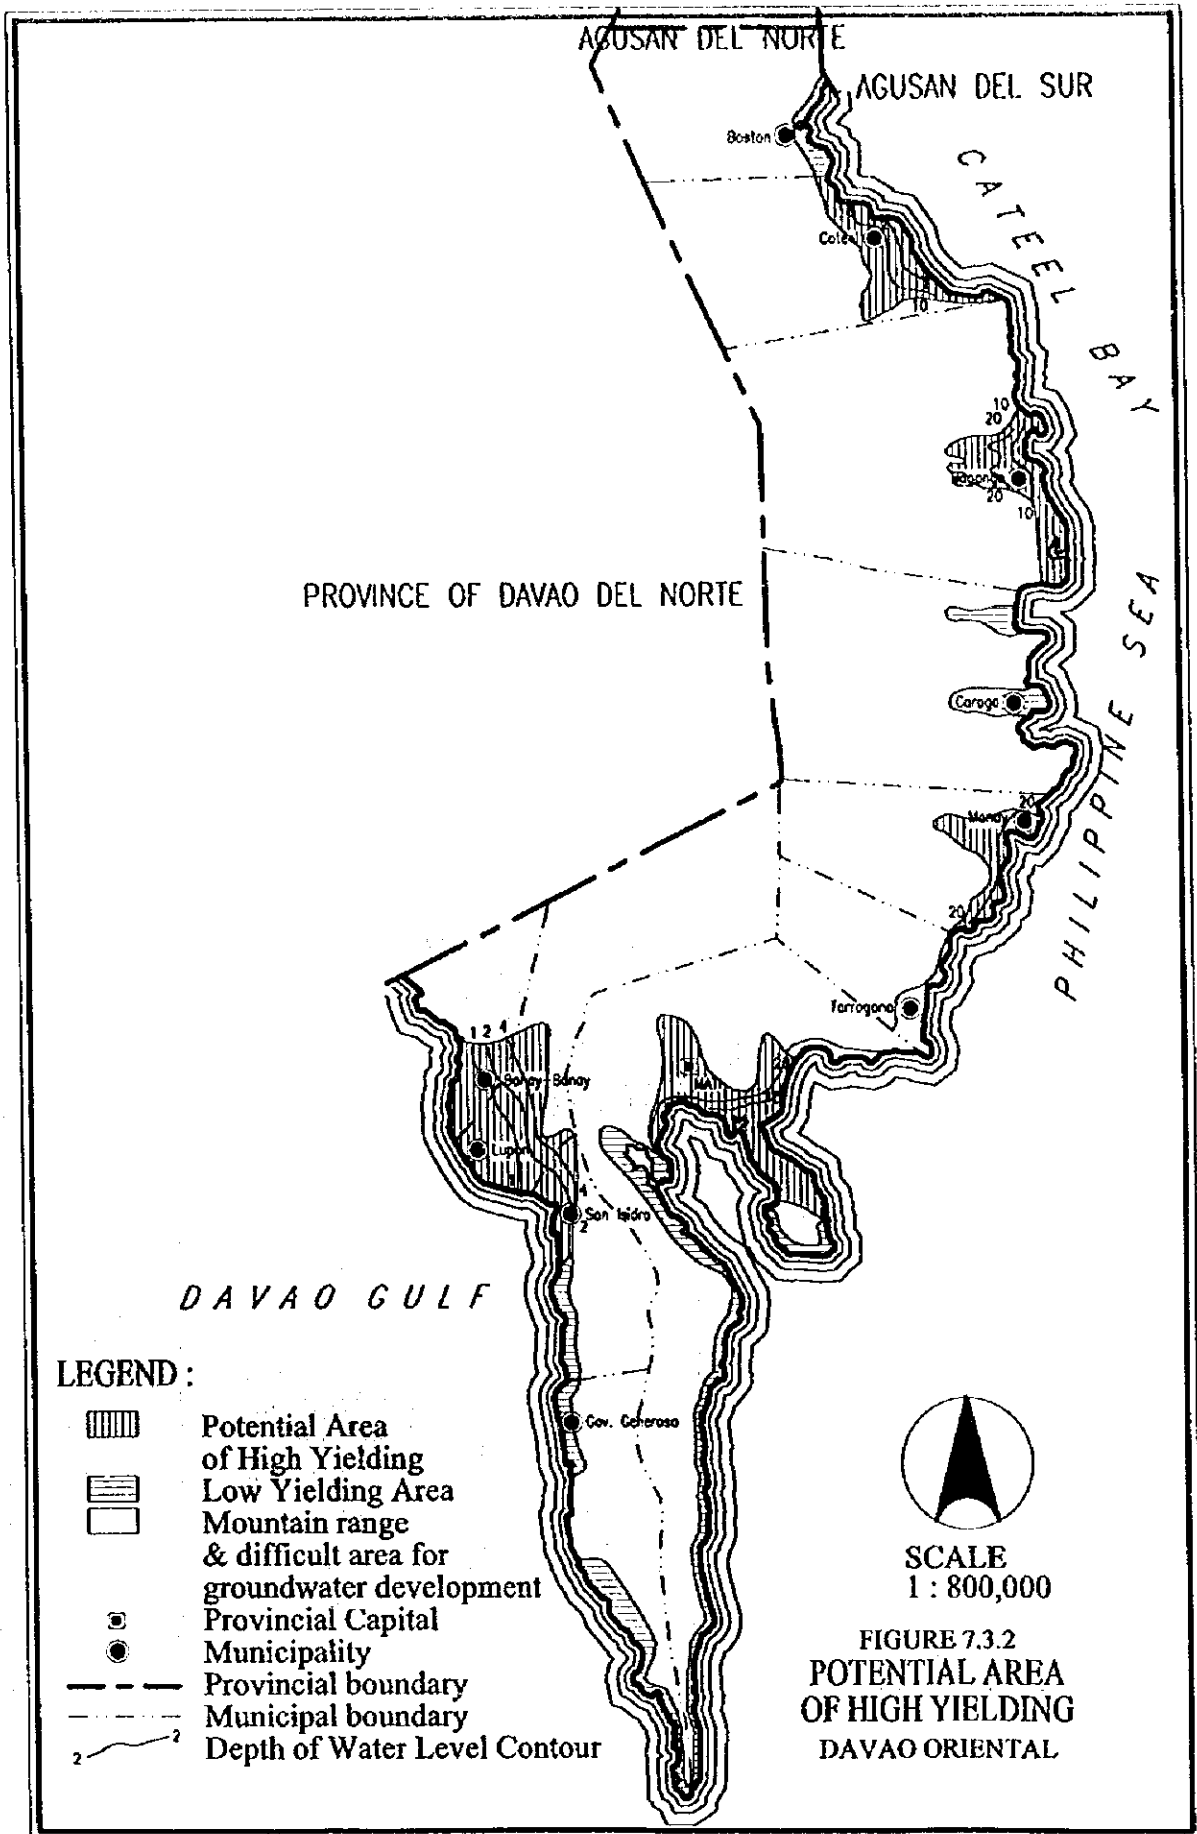 AGUSAN DEL NORTE
AGUSAN DEL SUR
Boston
CATEEL BAY
Cateel
10
10
20
20
10
PROVINCE OF DAVAO DEL NORTE
PHILIPPINE SEA
Caraga
20
Manay
20
Tarragona
1 2 4
Banay-Banay
MATI
Lupon
4
San Isidro
2
DAVAO GULF
Gov. Generoso
LEGEND :
Potential Area
of High Yielding
Low Yielding Area
Mountain range
& difficult area for
groundwater development
Provincial Capital
Municipality
Provincial boundary
Municipal boundary
2 2
Depth of Water Level Contour
SCALE
1 : 800,000
FIGURE 7.3.2
POTENTIAL AREA
OF HIGH YIELDING
DAVAO ORIENTAL